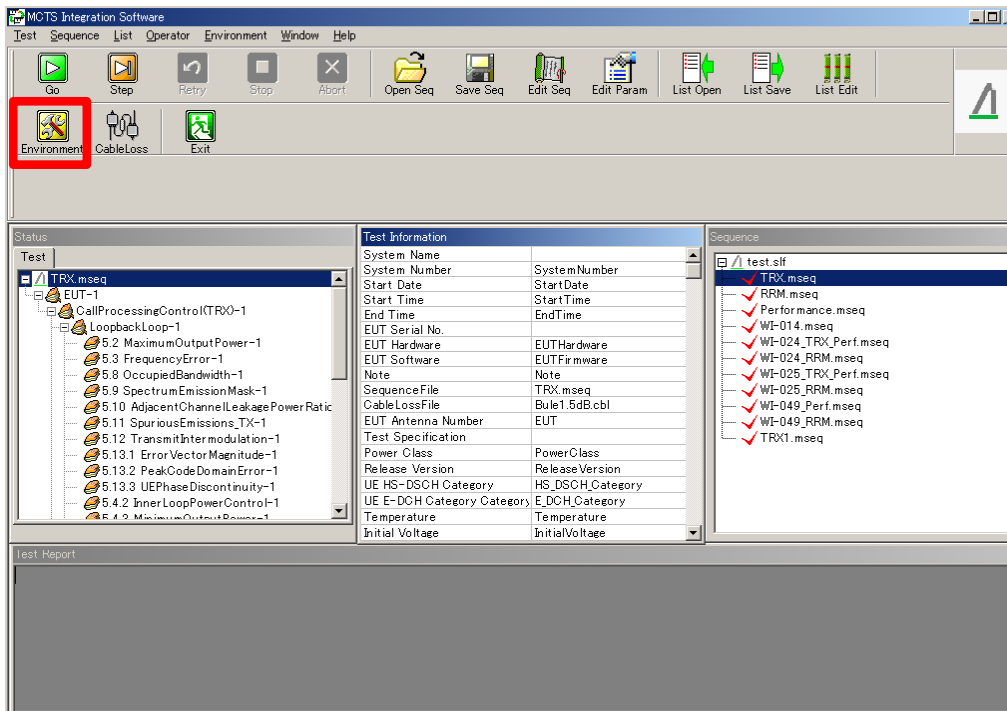 MCTS Integration Software
Test Sequence List Operator Environment Window Help
Go Step Retry Stop Abort Open Seq Save Seq Edit Seq Edit Param List Open List Save List Edit
Environment CableLoss Exit
Status
Test
TRX.mseq
EUT-1
CallProcessingControl(TRX)-1
LoopbackLoop-1
5.2 MaximumOutputPower-1
5.3 FrequencyError-1
5.8 OccupiedBandwidth-1
5.9 SpectrumEmissionMask-1
5.10 AdjacentChannelLeakagePowerRatio
5.11 SpuriousEmissions_TX-1
5.12 TransmitIntermodulation-1
5.13.1 ErrorVectorMagnitude-1
5.13.2 PeakCodeDomainError-1
5.13.3 UEPhaseDiscontinuity-1
5.4.2 InnerLoopPowerControl-1
5.4.3 MinimumOutputPower-1
Test Information
System Name
System Number SystemNumber
Start Date StartDate
Start Time StartTime
End Time EndTime
EUT Serial No.
EUT Hardware EUTHardware
EUT Software EUTFirmware
Note Note
SequenceFile TRX.mseq
CableLossFile Bule1.5dB.cbl
EUT Antenna Number EUT
Test Specification
Power Class PowerClass
Release Version ReleaseVersion
UE HS-DSCH Category HS_DSCH_Category
UE E-DCH Category Category E_DCH_Category
Temperature Temperature
Initial Voltage InitialVoltage
Sequence
test.slf
TRX.mseq
RRM.mseq
Performance.mseq
WI-014.mseq
WI-024_TRX_Perf.mseq
WI-024_RRM.mseq
WI-025_TRX_Perf.mseq
WI-025_RRM.mseq
WI-049_Perf.mseq
WI-049_RRM.mseq
TRX1.mseq
Test Report